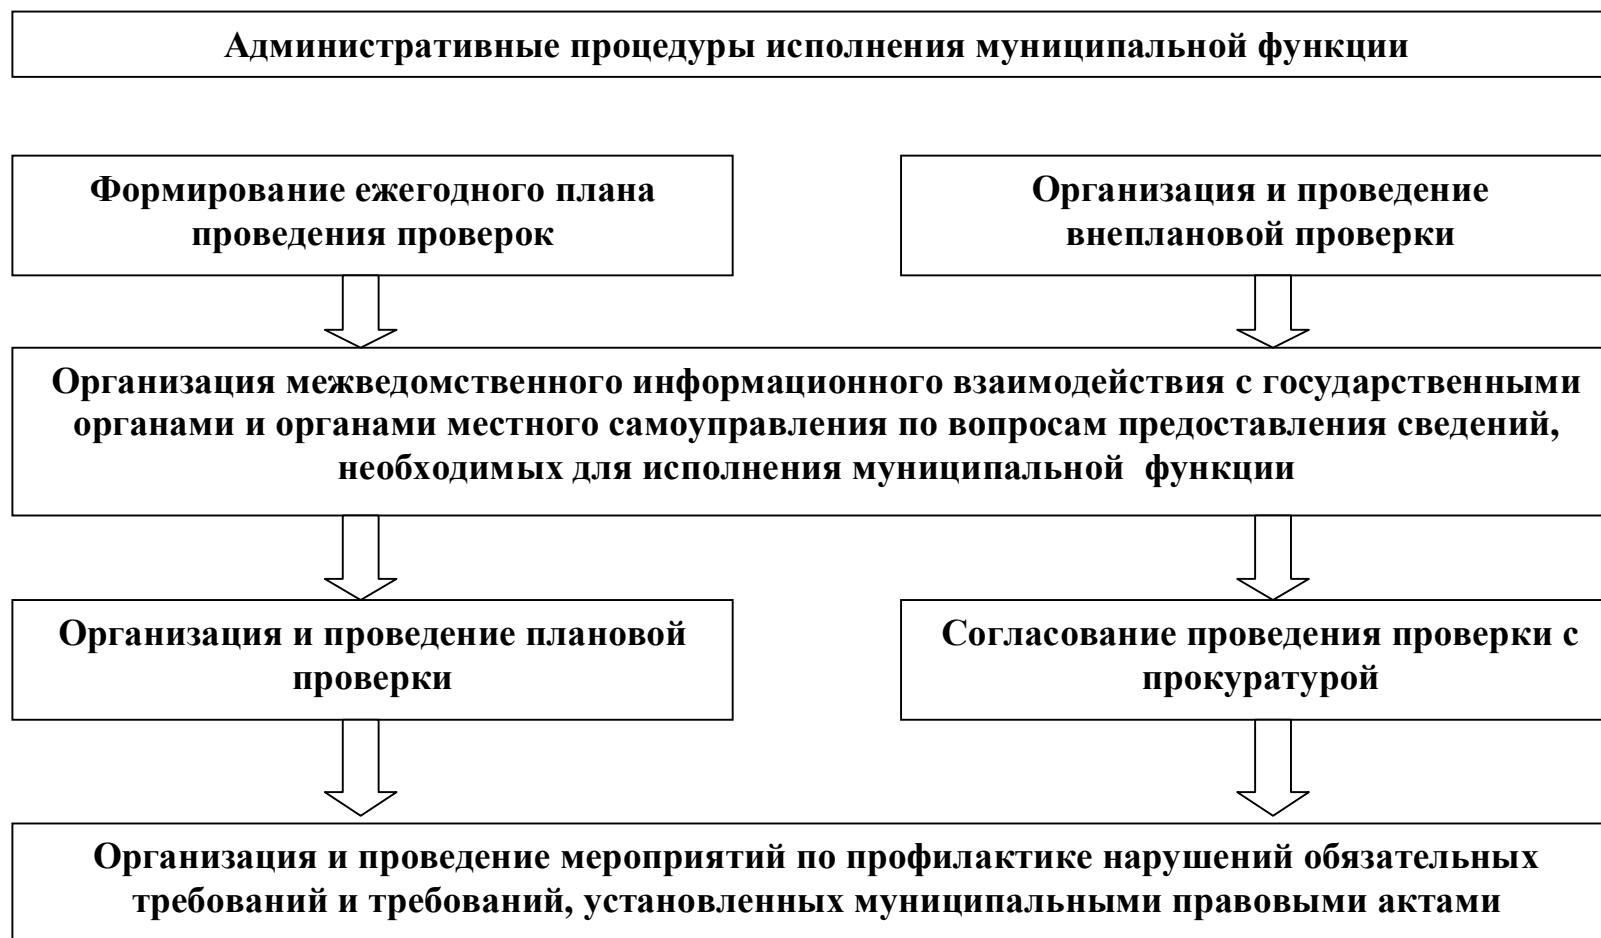 Административные процедуры исполнения муниципальной функции
Формирование ежегодного плана
проведения проверок
Организация и проведение
внеплановой проверки
Организация межведомственного информационного взаимодействия с государственными
органами и органами местного самоуправления по вопросам предоставления сведений,
необходимых для исполнения муниципальной функции
Организация и проведение плановой
проверки
Согласование проведения проверки с
прокуратурой
Организация и проведение мероприятий по профилактике нарушений обязательных
требований и требований, установленных муниципальными правовыми актами